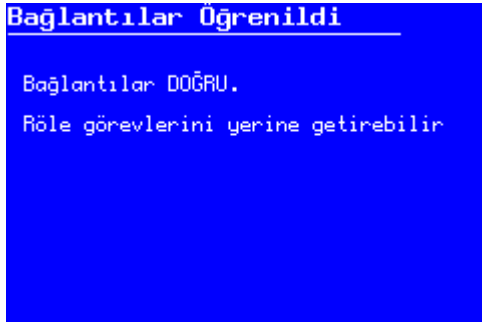 Bağlantılar Öğrenildi
Bağlantılar DOĞRU.
Röle görevlerini yerine getirebilir